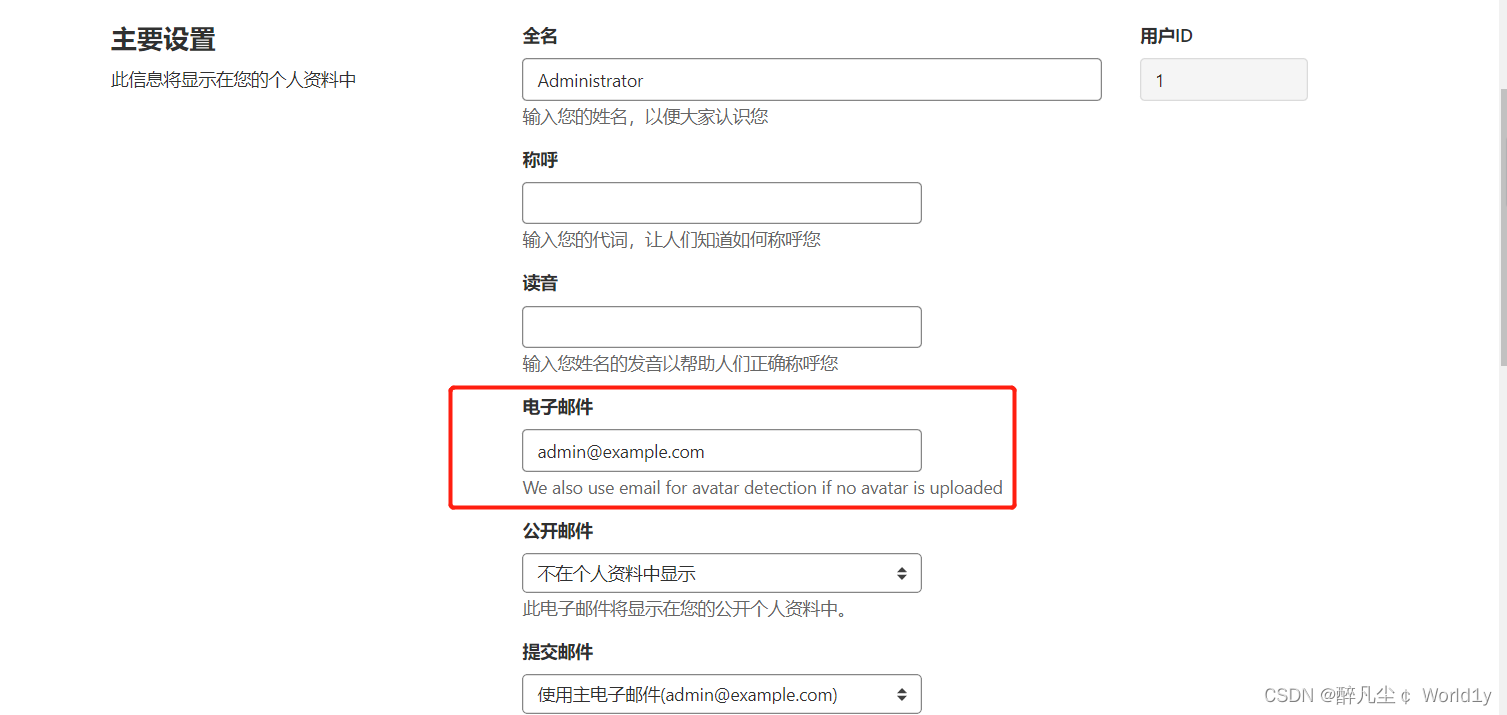 主要设置
此信息将显示在您的个人资料中
全名
Administrator
输入您的姓名，以便大家认识您
用户ID
1
称呼
输入您的代词，让人们知道如何称呼您
读音
输入您姓名的发音以帮助人们正确称呼您
电子邮件
admin@example.com
We also use email for avatar detection if no avatar is uploaded
公开邮件
不在个人资料中显示
此电子邮件将显示在您的公开个人资料中。
提交邮件
使用主电子邮件(admin@example.com)
CSDN @醉凡尘￠ World1y